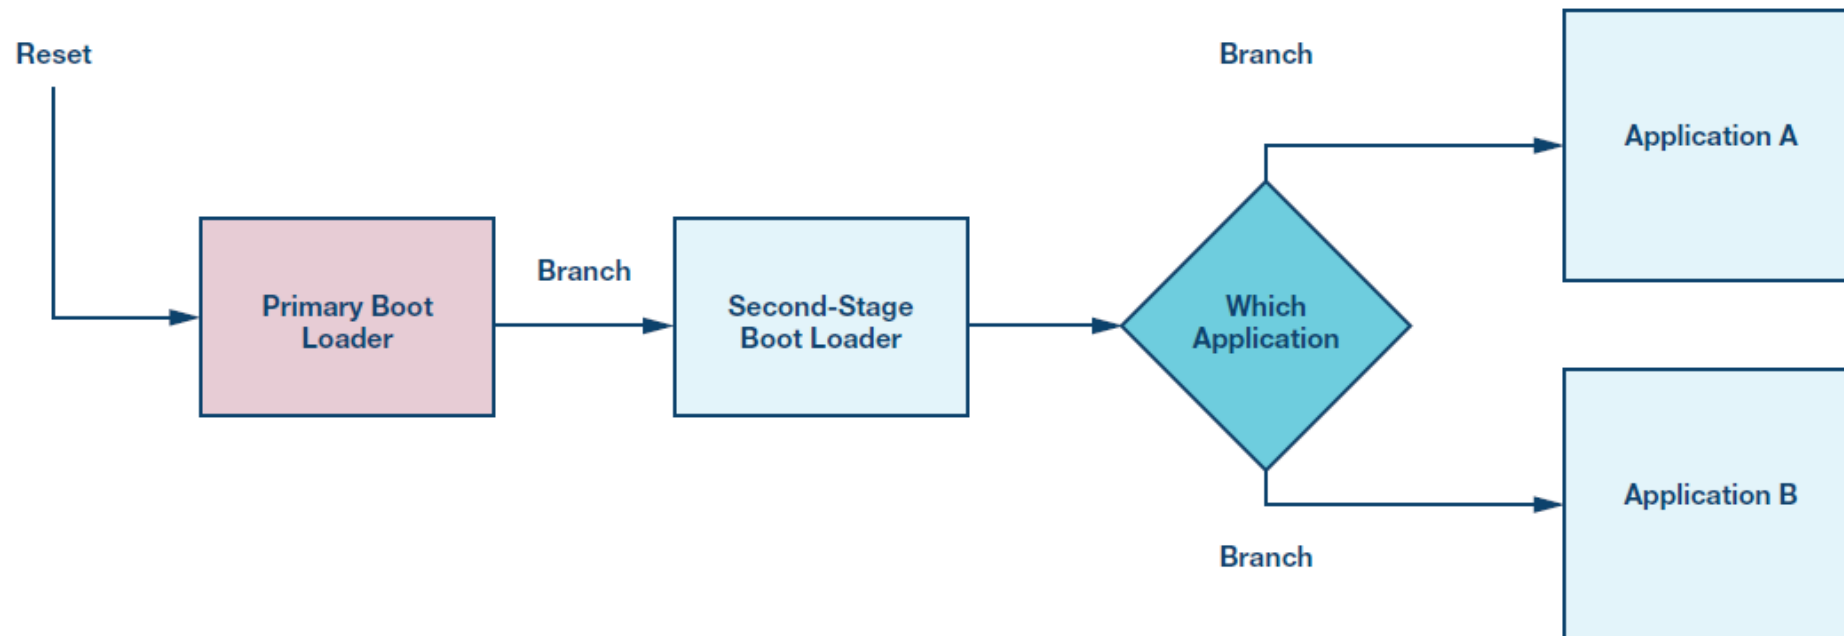 Reset
Primary Boot
Loader
Branch
Second-Stage
Boot Loader
Which
Application
Branch
Application A
Branch
Application B